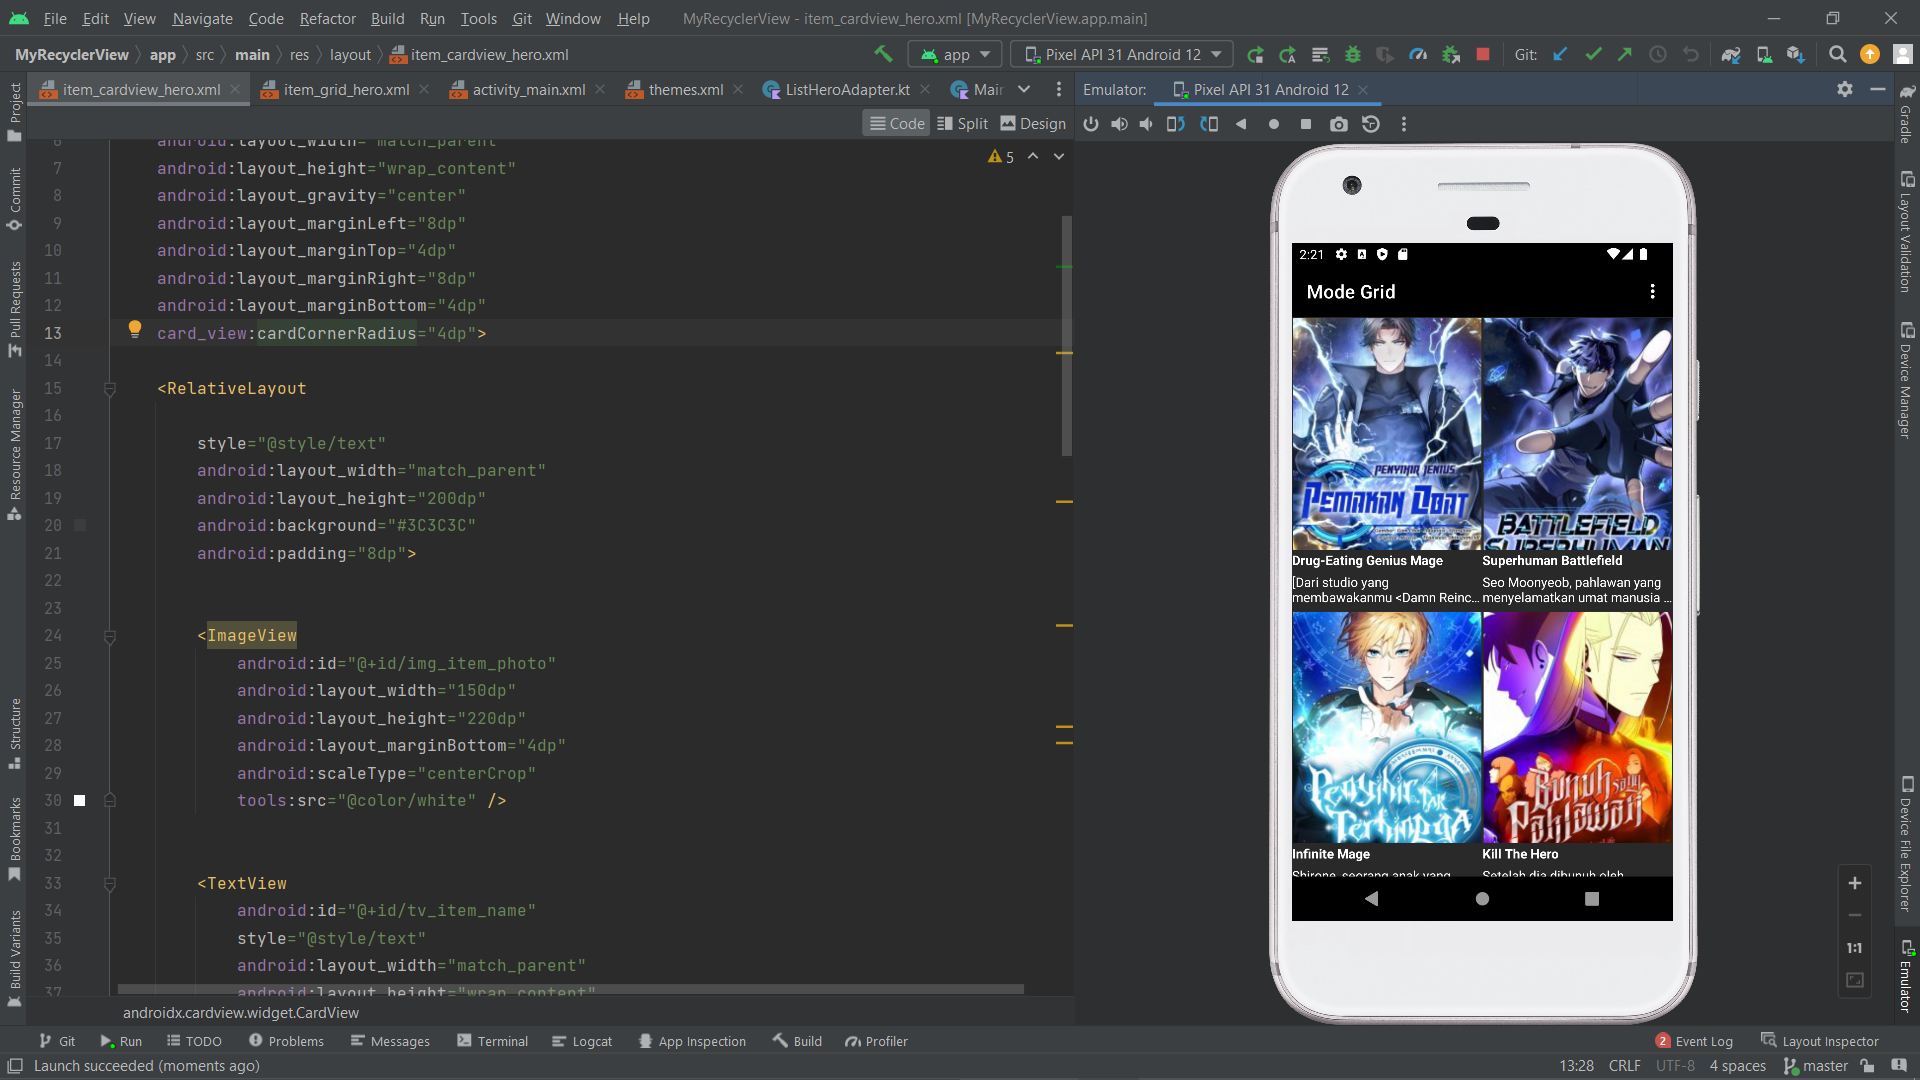 File Edit View Navigate Code Refactor Build Run Tools Git Window Help MyRecyclerView - item_cardview_hero.xml [MyRecyclerView.app.main]
MyRecyclerView app src main res layout item_cardview_hero.xml app Pixel API 31 Android 12 Git:
item_cardview_hero.xml item_grid_hero.xml activity_main.xml themes.xml ListHeroAdapter.kt Mai
Emulator: Pixel API 31 Android 12
Code Split Design
5
6 android:layout_width="match_parent"
7 android:layout_height="wrap_content"
8 android:layout_gravity="center"
9 android:layout_marginLeft="8dp"
10 android:layout_marginTop="4dp"
11 android:layout_marginRight="8dp"
12 android:layout_marginBottom="4dp"
13 card_view:cardCornerRadius="4dp">
14
15 <RelativeLayout
16
17 style="@style/text"
18 android:layout_width="match_parent"
19 android:layout_height="200dp"
20 android:background="#3C3C3C"
21 android:padding="8dp">
22
23
24 <ImageView
25 android:id="@+id/img_item_photo"
26 android:layout_width="150dp"
27 android:layout_height="220dp"
28 android:layout_marginBottom="4dp"
29 android:scaleType="centerCrop"
30 tools:src="@color/white" />
31
32
33 <TextView
34 android:id="@+id/tv_item_name"
35 style="@style/text"
36 android:layout_width="match_parent"
37 android:layout_height="wrap_content"
androidx.cardview.widget.CardView
Project
Commit
Pull Requests
Resource Manager
Structure
Bookmarks
Build Variants
2:21
Mode Grid
PENYIHIR JENIUS
PEMAKAN OBAT
BATTLEFIELD
SUPERHUMAN
Drug-Eating Genius Mage
[Dari studio yang
membawakanmu <Damn Reinc...
Superhuman Battlefield
Seo Moonyeob, pahlawan yang
menyelamatkan umat manusia ...
Penyihir Tak
Terhingga
Bunuh Sang
Pahlawan
Infinite Mage
Shirone, seorang anak yang
Kill The Hero
Setelah dia dibunuh oleh
1:1
Gradle
Layout Validation
Device Manager
Device File Explorer
Emulator
Git Run TODO Problems Messages Terminal Logcat App Inspection Build Profiler 2 Event Log Layout Inspector
Launch succeeded (moments ago) 13:28 CRLF UTF-8 4 spaces master